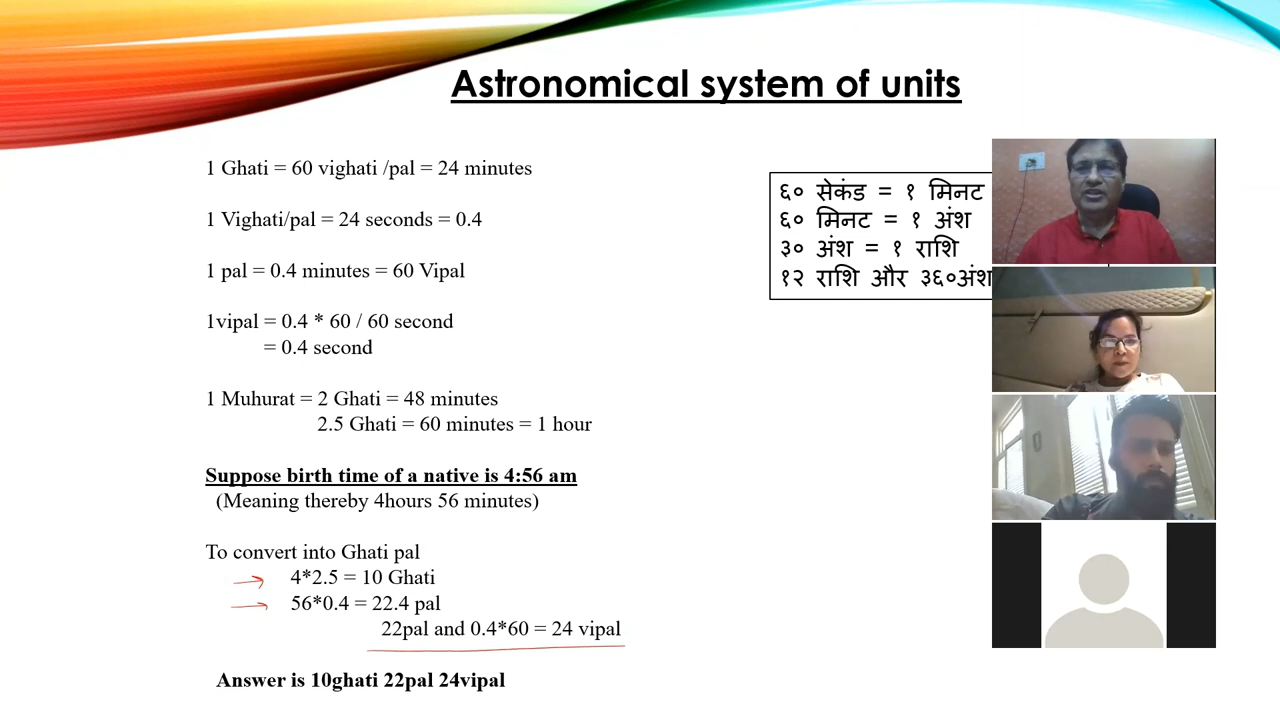 Astronomical system of units
1 Ghati = 60 vighati /pal = 24 minutes
1 Vighati/pal = 24 seconds = 0.4
1 pal = 0.4 minutes = 60 Vipal
1vipal = 0.4 * 60 / 60 second
= 0.4 second
1 Muhurat = 2 Ghati = 48 minutes
2.5 Ghati = 60 minutes = 1 hour
Suppose birth time of a native is 4:56 am
(Meaning thereby 4hours 56 minutes)
To convert into Ghati pal
4*2.5 = 10 Ghati
56*0.4 = 22.4 pal
22pal and 0.4*60 = 24 vipal
Answer is 10ghati 22pal 24vipal
६० सेकंड = १ मिनट
६० मिनट = १ अंश
३० अंश = १ राशि
१२ राशि और ३६०अंश